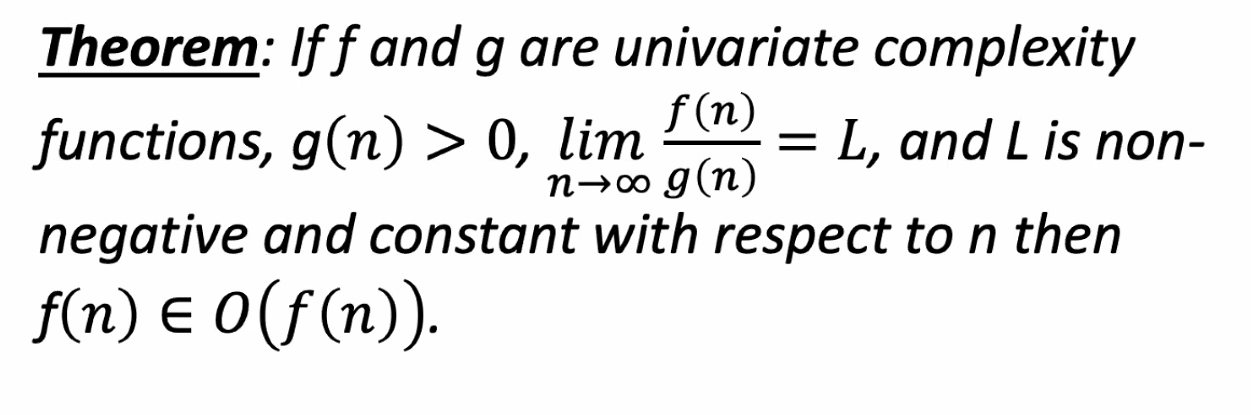 Theorem: If f and g are univariate complexity
functions, g(n) > 0, lim_{n→∞} f(n)/g(n) = L, and L is non-
negative and constant with respect to n then
f(n) ∈ O(f(n)).